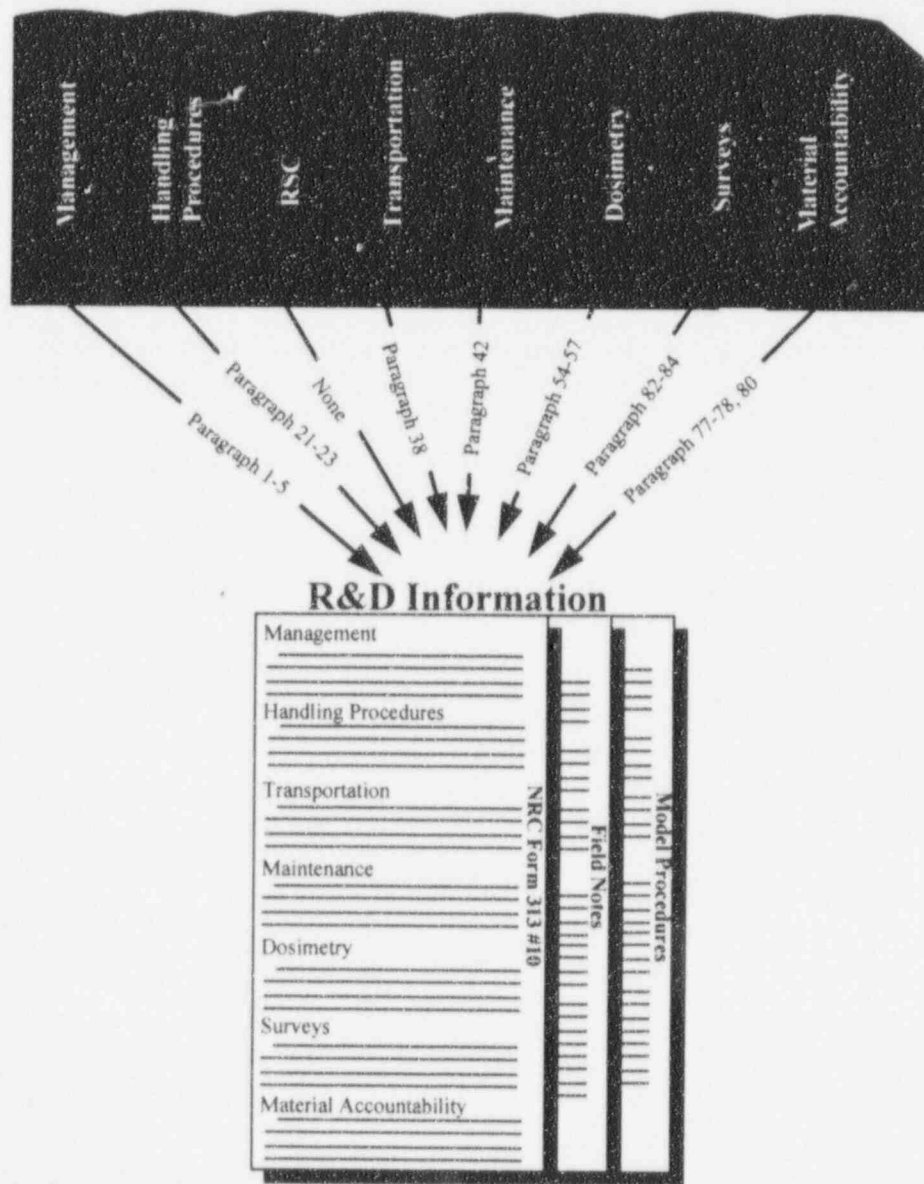 Management
Handling
Procedures
RSC
Transportation
Maintenance
Dosimetry
Surveys
Material
Accountability
Paragraph 1-5
Paragraph 21-23
None
Paragraph 38
Paragraph 42
Paragraph 54-57
Paragraph 82-84
Paragraph 77-78, 80
R&D Information
Management
Handling Procedures
Transportation
Maintenance
Dosimetry
Surveys
Material Accountability
NRC Form 313 #10
Field Notes
Model Procedures